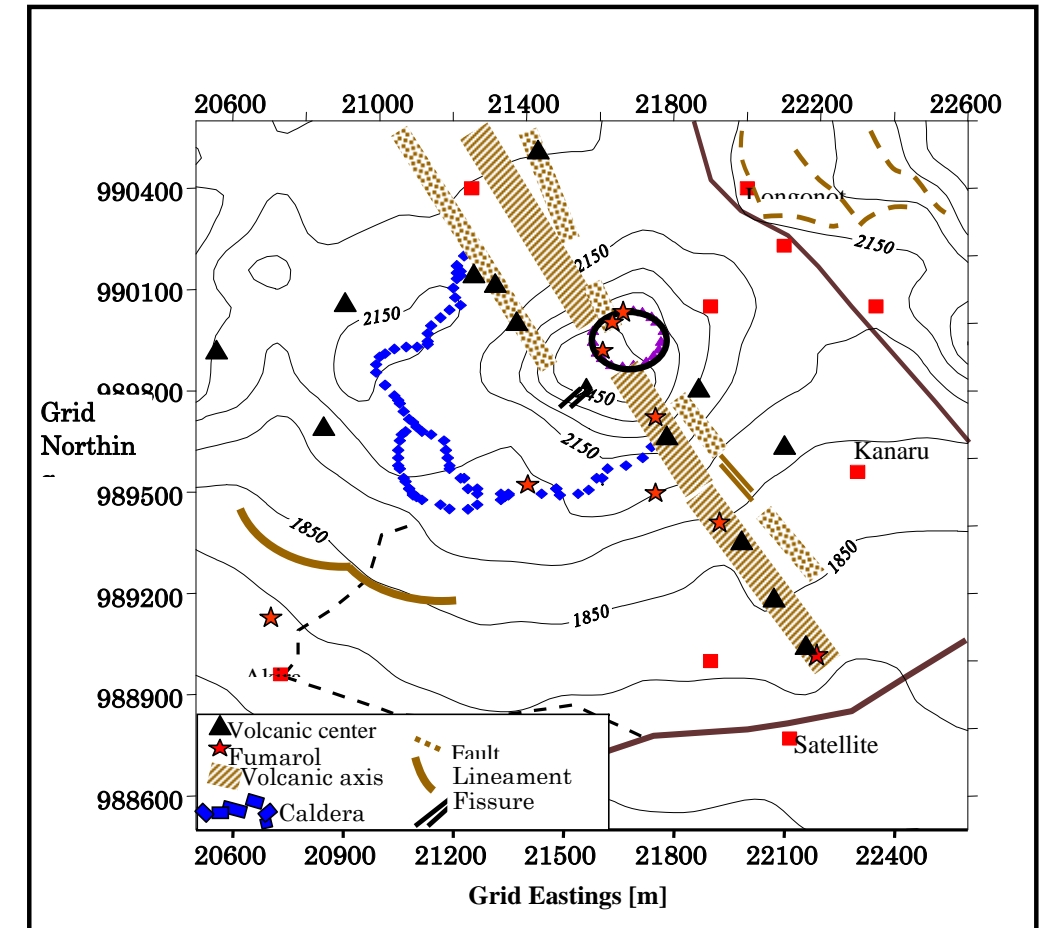 20600 21000 21400 21800 222200 22600
990400
Longonot
2150
2150
990100
2150
989800
450
Grid
Northin
2150
Kanaru
989500
1850
1850
989200
1850
988900
Satellite
Volcanic center
Fumarol
Volcanic axis
Caldera
Fault
Lineament
Fissure
988600
20600 20900 21200 21500 21800 22100 22400
Grid Eastings [m]